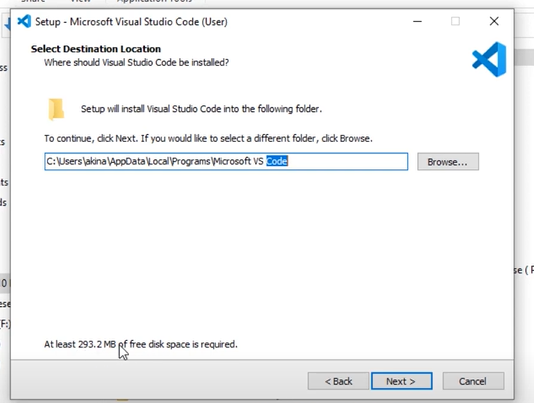 Application Tools
Setup - Microsoft Visual Studio Code (User)
Select Destination Location
Where should Visual Studio Code be installed?
Setup will install Visual Studio Code into the following folder.
To continue, click Next. If you would like to select a different folder, click Browse.
C:\Users\akina\AppData\Local\Programs\Microsoft VS Code
Browse...
At least 293.2 MB of free disk space is required.
< Back
Next >
Cancel